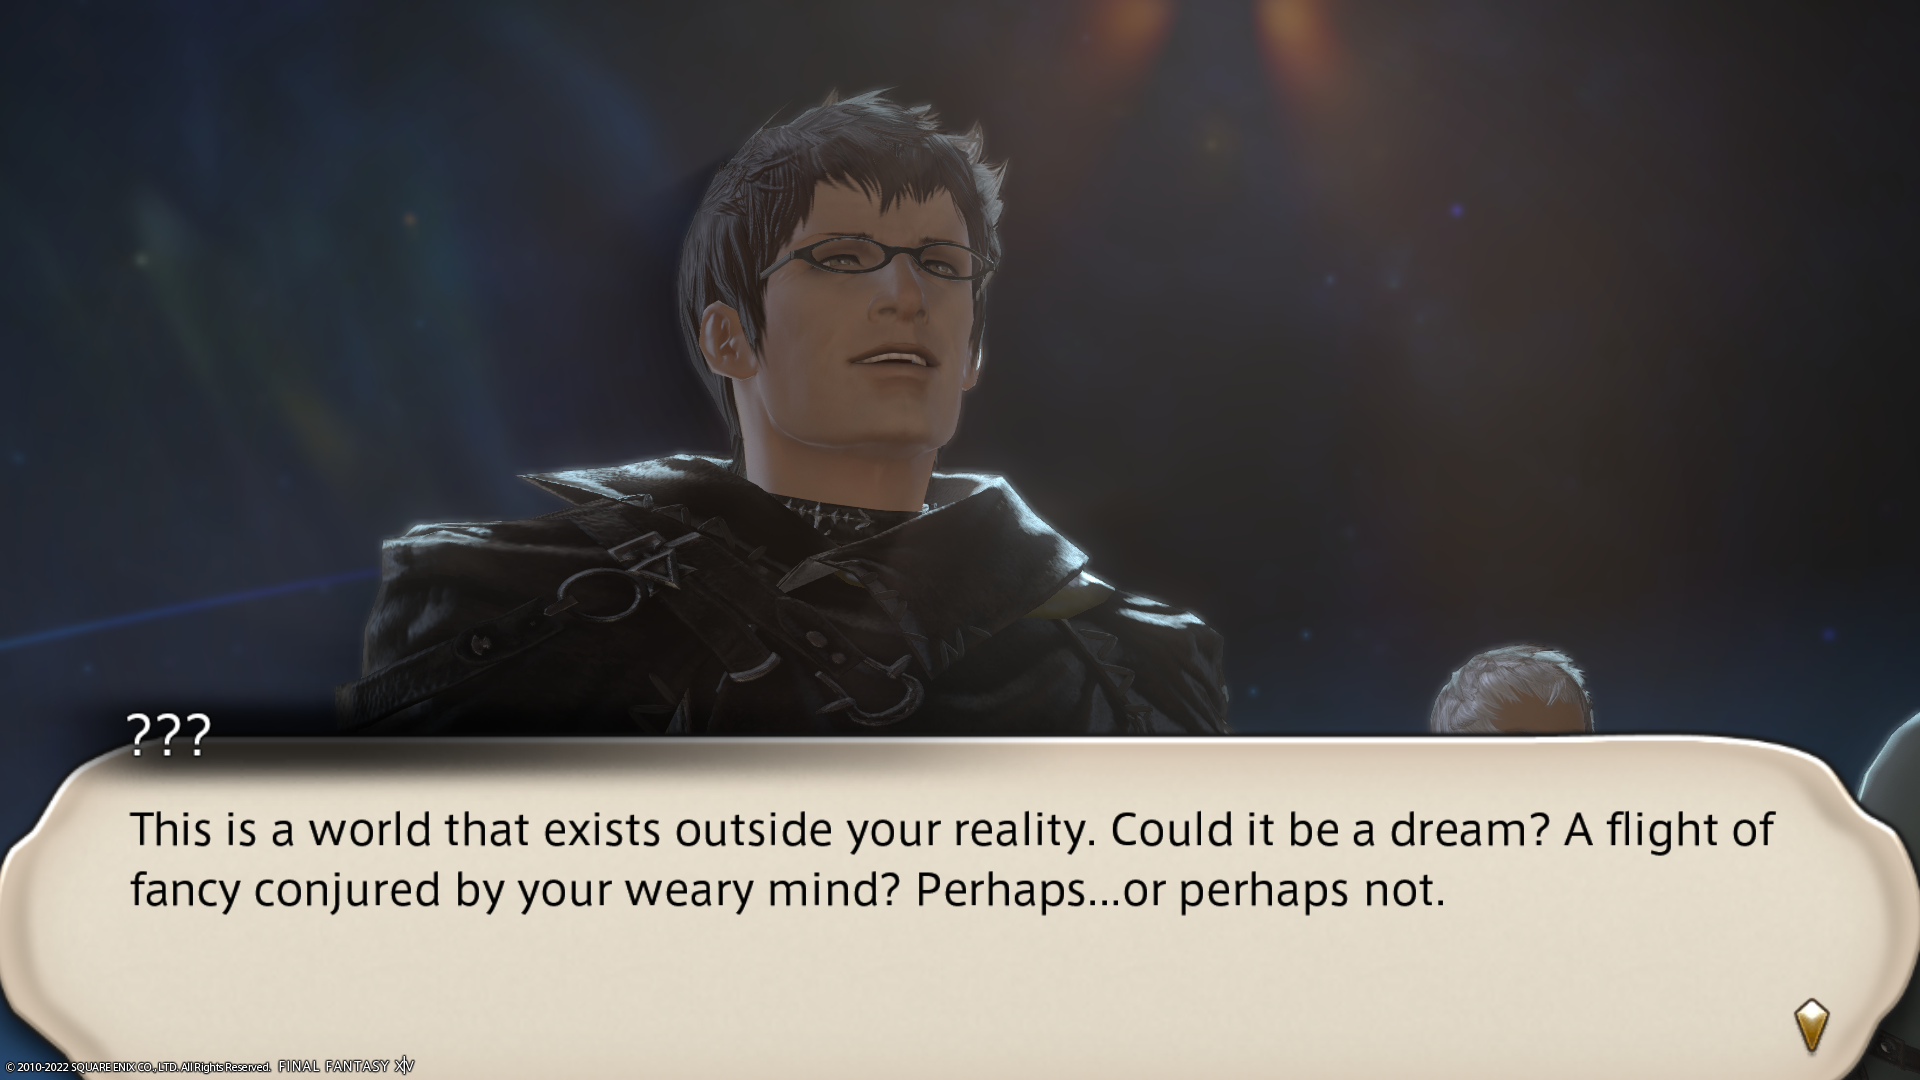 ???
This is a world that exists outside your reality. Could it be a dream? A flight of
fancy conjured by your weary mind? Perhaps...or perhaps not.
© 2010-2022 SQUARE ENIX CO., LTD. All Rights Reserved. FINAL FANTASY XIV